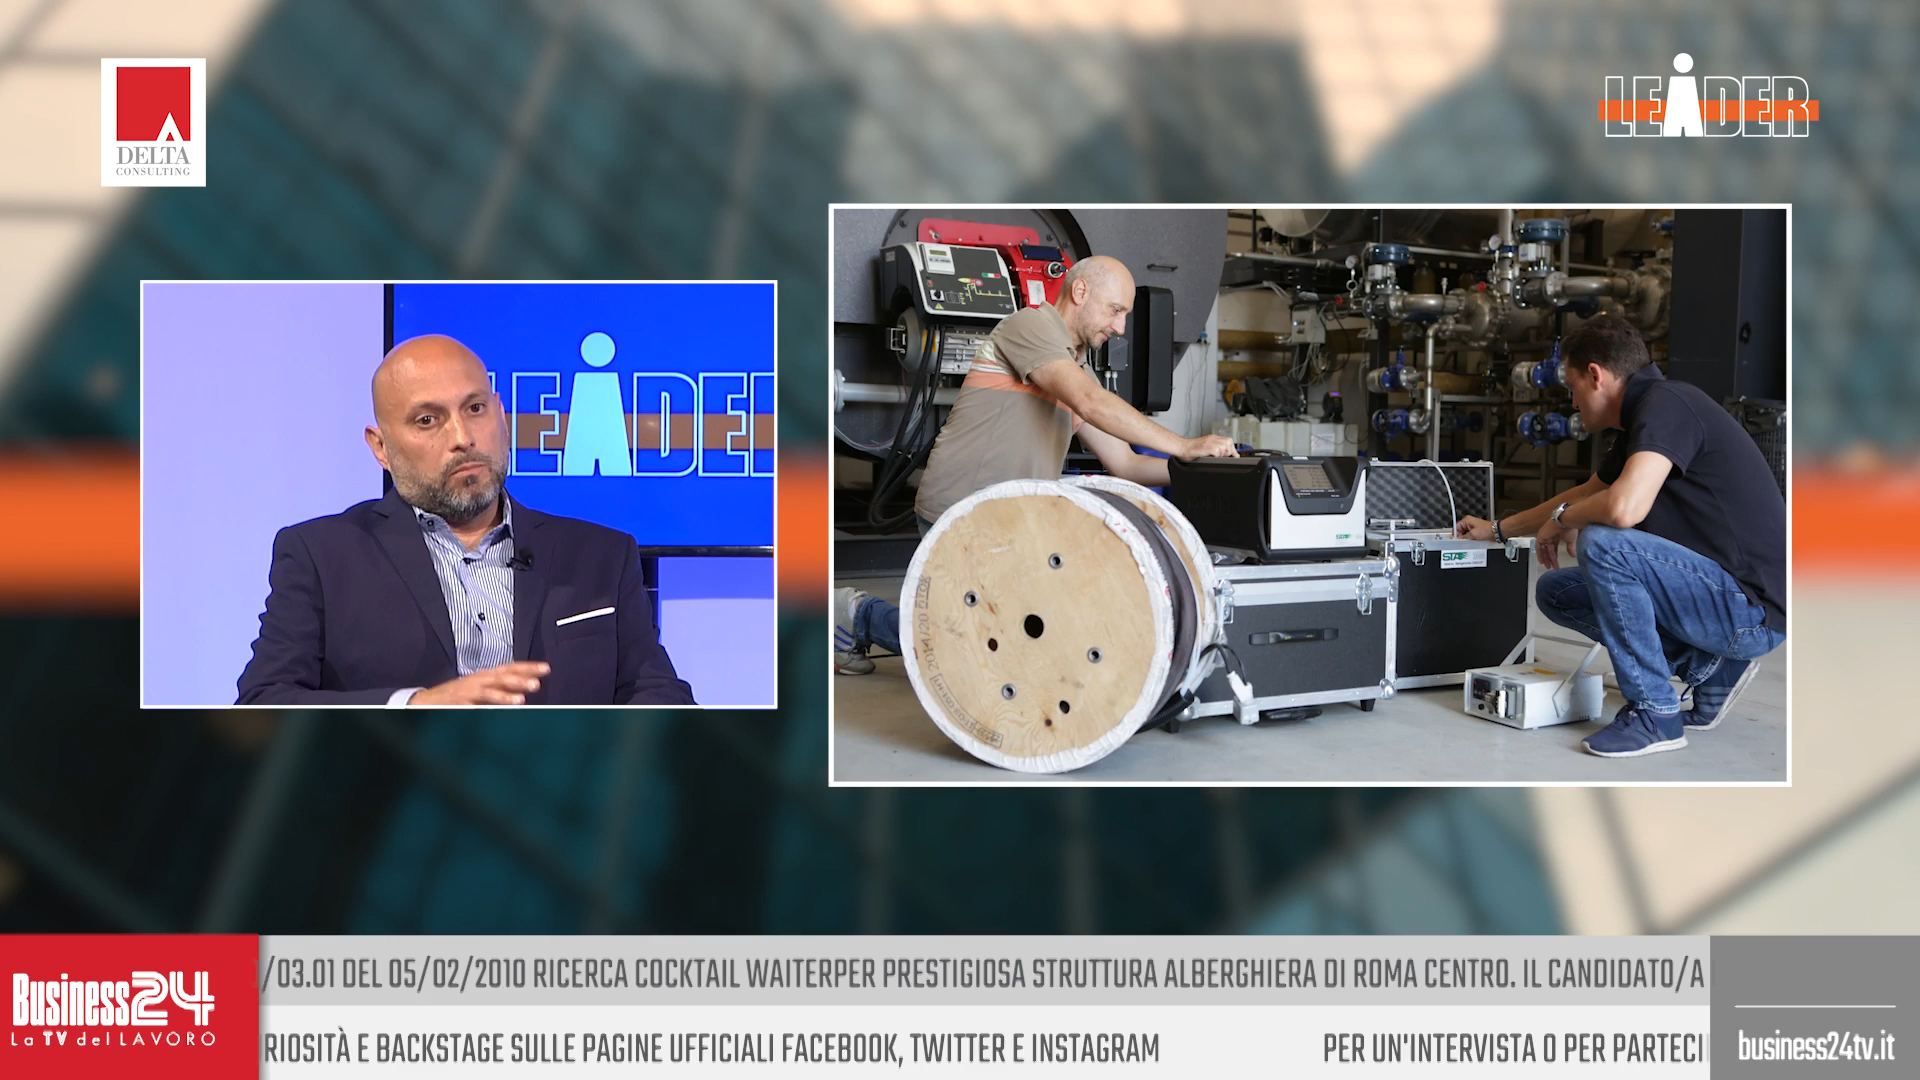 DELTA
CONSULTING
LEADER
LEADE
STA
Business24
La TV del LAVORO
/03.01 DEL 05/02/2010 RICERCA COCKTAIL WAITERPER PRESTIGIOSA STRUTTURA ALBERGHIERA DI ROMA CENTRO. IL CANDIDATO/A
RIOSITÀ E BACKSTAGE SULLE PAGINE UFFICIALI FACEBOOK, TWITTER E INSTAGRAM PER UN'INTERVISTA O PER PARTECI
business24tv.it